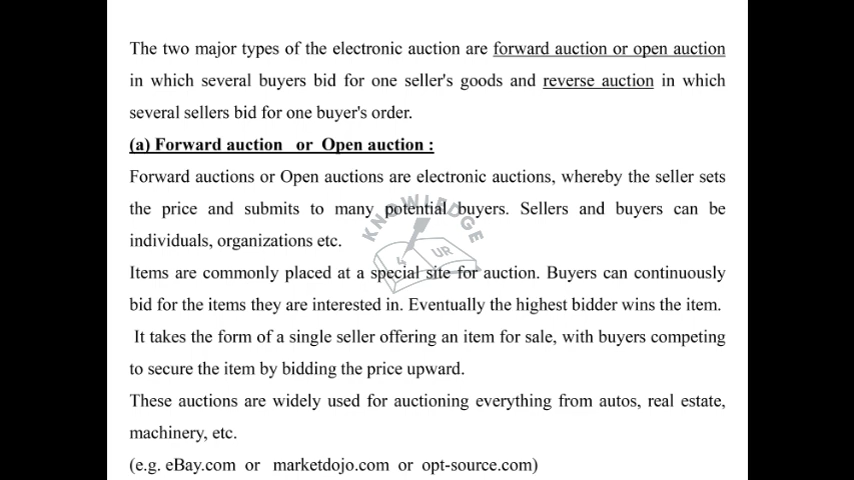 The two major types of the electronic auction are forward auction or open auction
in which several buyers bid for one seller's goods and reverse auction in which
several sellers bid for one buyer's order.
(a) Forward auction or Open auction :
Forward auctions or Open auctions are electronic auctions, whereby the seller sets
the price and submits to many potential buyers. Sellers and buyers can be
individuals, organizations etc.
Items are commonly placed at a special site for auction. Buyers can continuously
bid for the items they are interested in. Eventually the highest bidder wins the item.
It takes the form of a single seller offering an item for sale, with buyers competing
to secure the item by bidding the price upward.
These auctions are widely used for auctioning everything from autos, real estate,
machinery, etc.
(e.g. eBay.com or marketdojo.com or opt-source.com)
KNOWLEDGE
4 UR